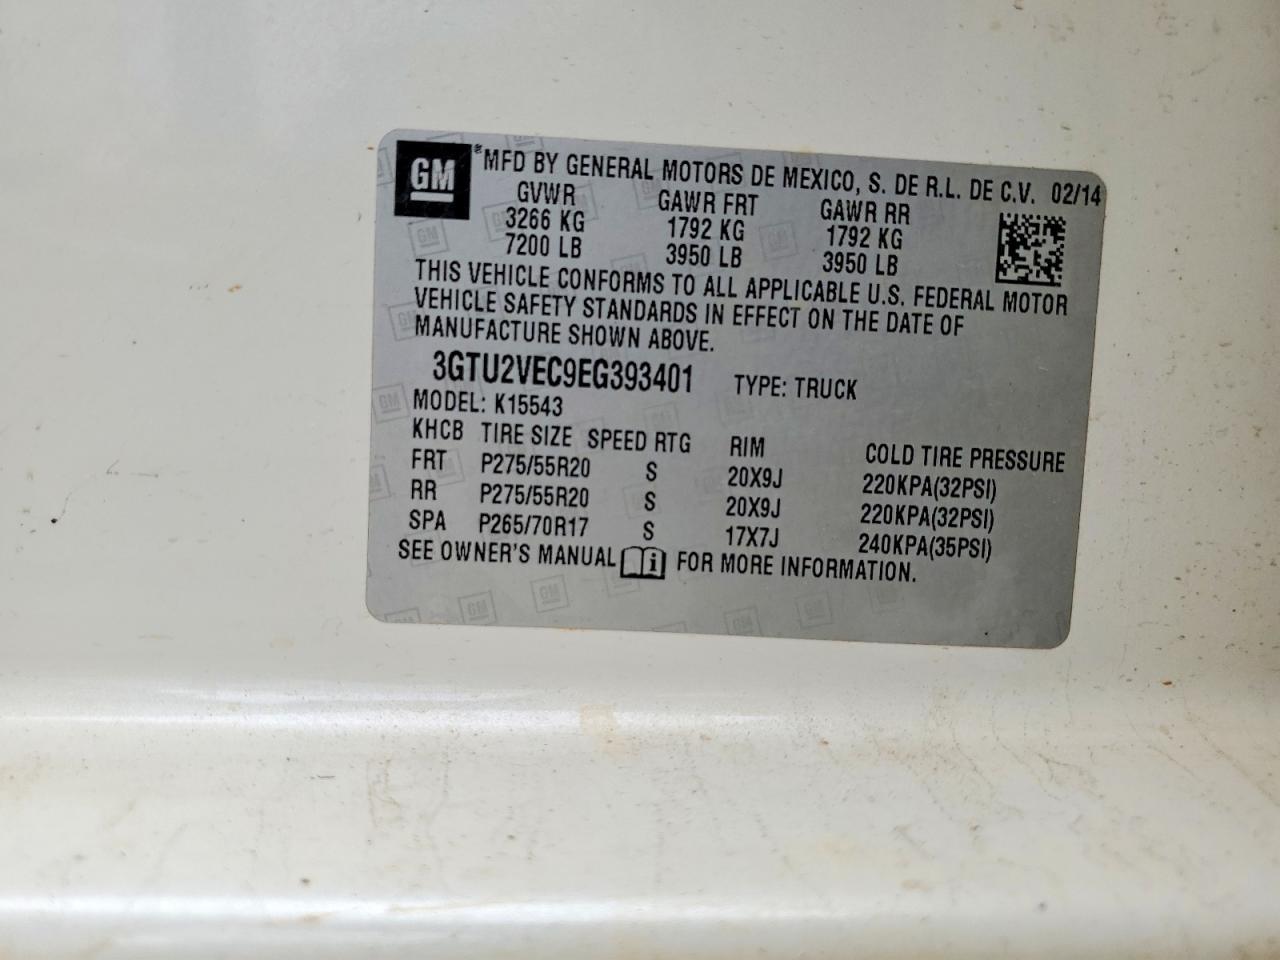 GM ® MFD BY GENERAL MOTORS DE MEXICO, S. DE R.L. DE C.V. 02/14
GVWR GAWR FRT GAWR RR
3266 KG 1792 KG 1792 KG
7200 LB 3950 LB 3950 LB
THIS VEHICLE CONFORMS TO ALL APPLICABLE U.S. FEDERAL MOTOR
VEHICLE SAFETY STANDARDS IN EFFECT ON THE DATE OF
MANUFACTURE SHOWN ABOVE.
3GTU2VEC9EG393401 TYPE: TRUCK
MODEL: K15543
KHCB TIRE SIZE SPEED RTG RIM COLD TIRE PRESSURE
FRT P275/55R20 S 20X9J 220KPA(32PSI)
RR P275/55R20 S 20X9J 220KPA(32PSI)
SPA P265/70R17 S 17X7J 240KPA(35PSI)
SEE OWNER'S MANUAL i FOR MORE INFORMATION.